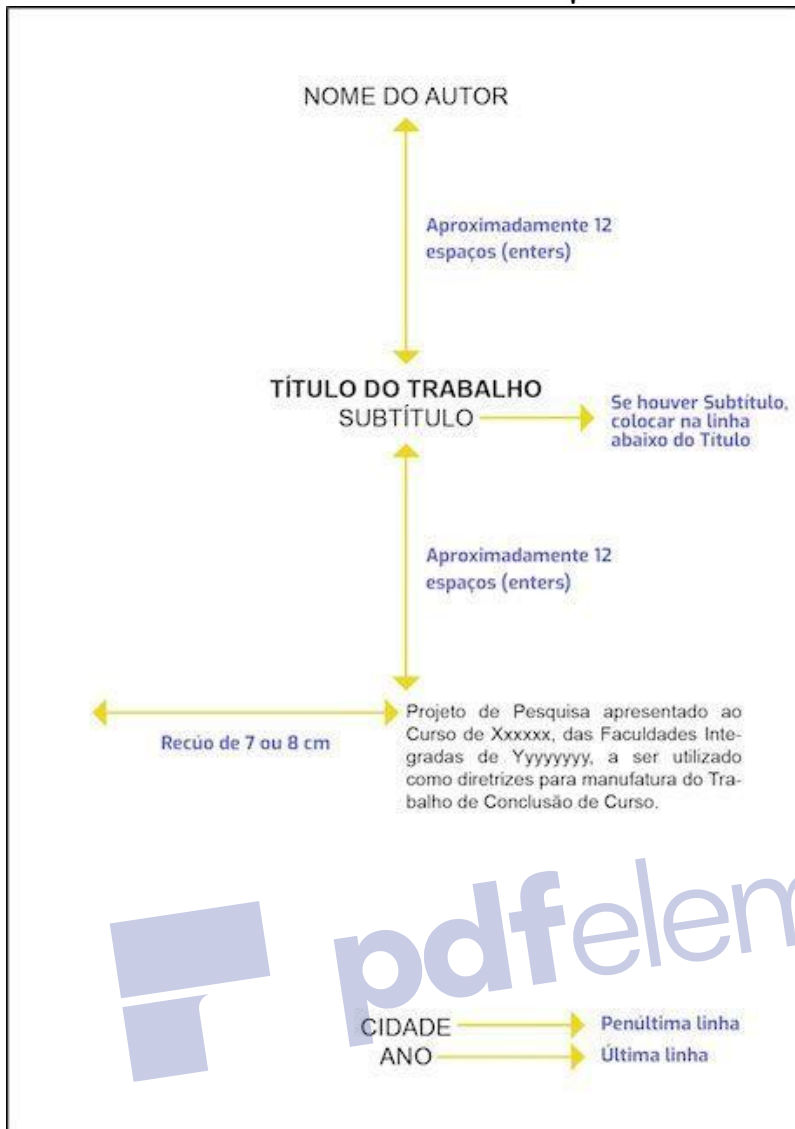 NOME DO AUTOR
Aproximadamente 12
espaços (enters)
TÍTULO DO TRABALHO
SUBTÍTULO
Se houver Subtítulo,
colocar na linha
abaixo do Título
Aproximadamente 12
espaços (enters)
Recúo de 7 ou 8 cm
Projeto de Pesquisa apresentado ao
Curso de Xxxxxx, das Faculdades Inte-
gradas de Yyyyyyyy, a ser utilizado
como diretrizes para manufatura do Tra-
balho de Conclusão de Curso.
pdfelem
CIDADE
Penúltima linha
ANO
Última linha